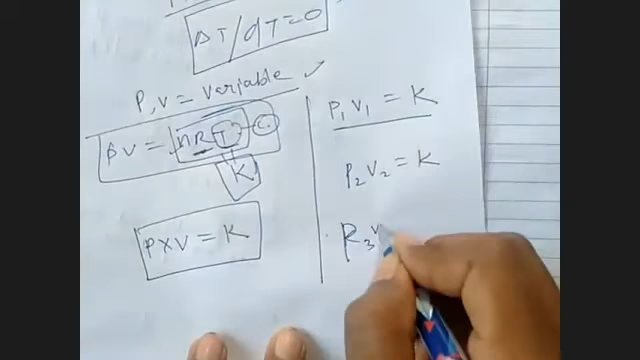 ΔT/dT=0
P,V = Variable ✓
PV = nRT C
K
P×V = K
P₁V₁ = K
P₂V₂ = K
P₃V